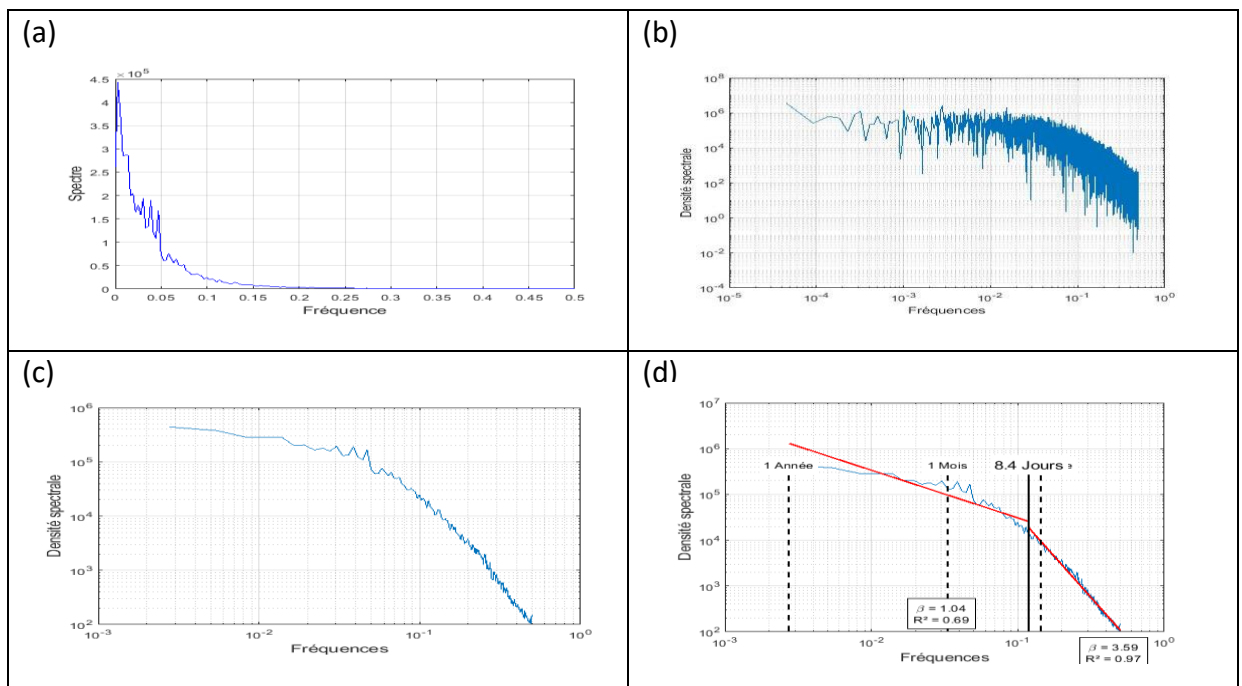 (a)
× 10⁵
4.5
4
3.5
3
2.5
2
1.5
1
0.5
0
Spectre
0 0.05 0.1 0.15 0.2 0.25 0.3 0.35 0.4 0.45 0.5
Fréquence
(b)
10⁸
10⁶
10⁴
10²
10⁰
10⁻²
10⁻⁴
Densité spectrale
10⁻⁵ 10⁻⁴ 10⁻³ 10⁻² 10⁻¹ 10⁰
Fréquences
(c)
10⁶
10⁵
10⁴
10³
10²
Densité spectrale
10⁻³ 10⁻² 10⁻¹ 10⁰
Fréquences
(d)
10⁷
10⁶
10⁵
10⁴
10³
10²
Densité spectrale
1 Année 1 Mois 8.4 Jours
β = 1.04
R² = 0.69
10⁻³ 10⁻² 10⁻¹ 10⁰
Fréquences
β = 3.59
R² = 0.97